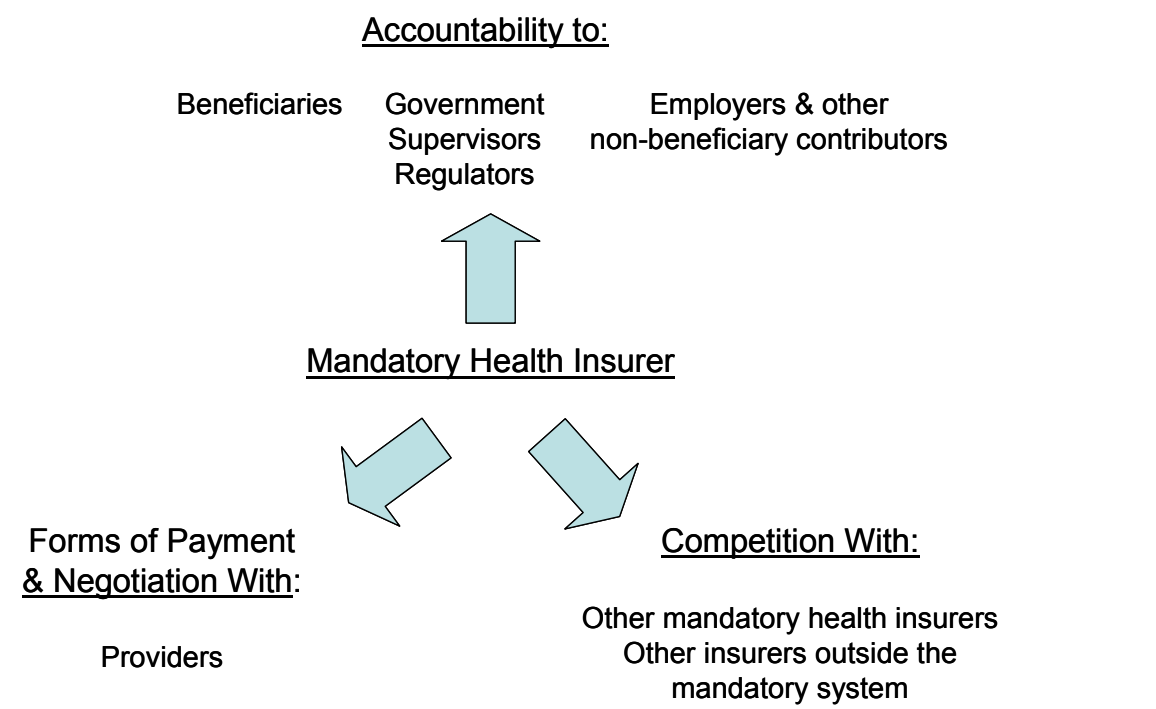 Accountability to:
Beneficiaries
Government
Supervisors
Regulators
Employers & other
non-beneficiary contributors
Mandatory Health Insurer
Forms of Payment
& Negotiation With:
Providers
Competition With:
Other mandatory health insurers
Other insurers outside the
mandatory system